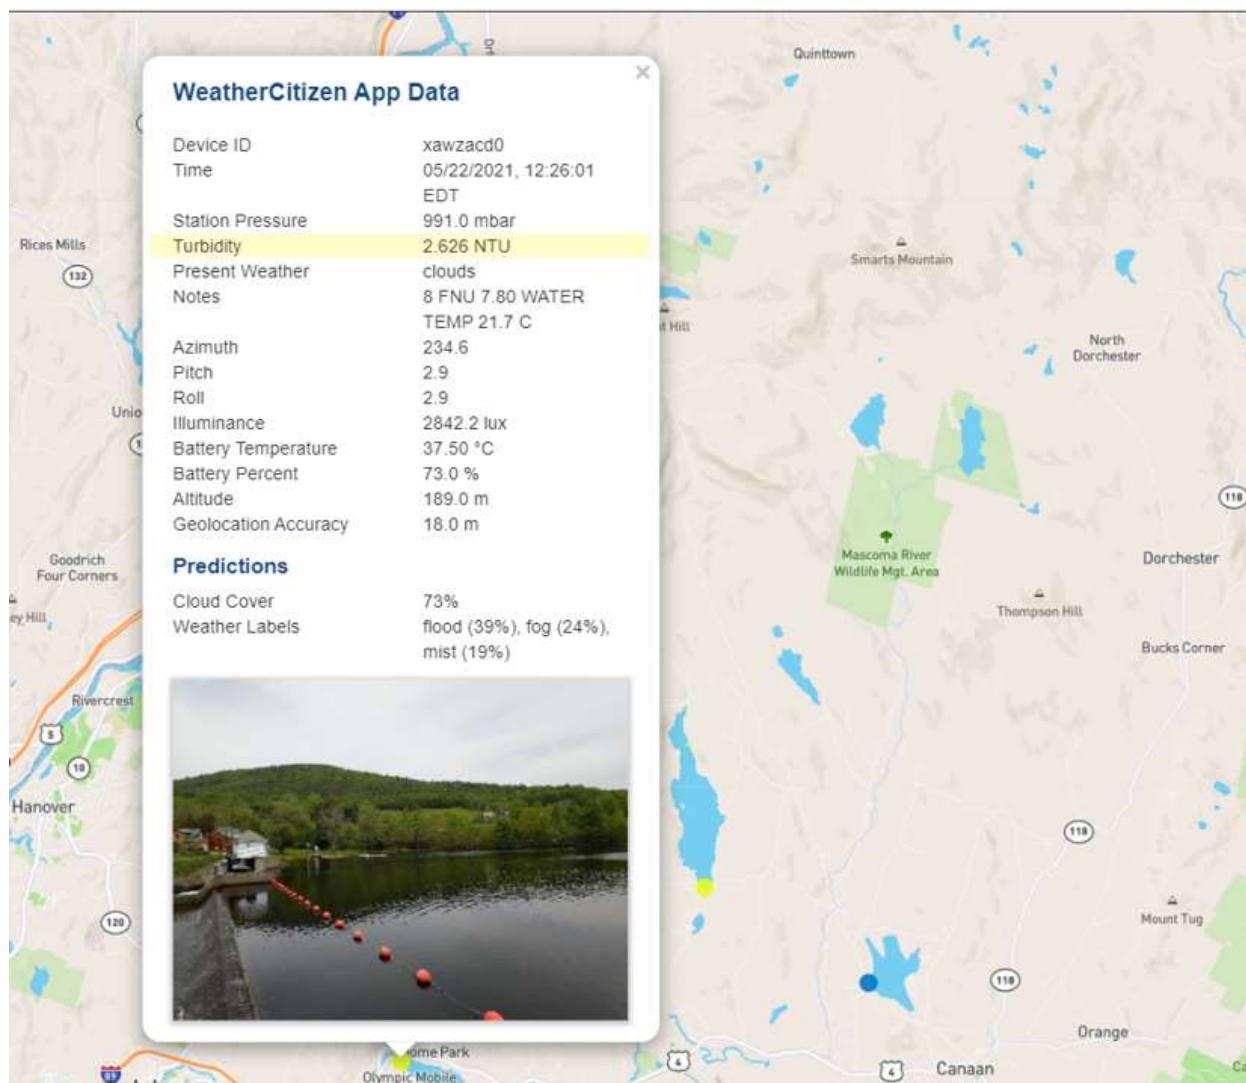 WeatherCitizen App Data
×
Device ID xawzacd0
Time 05/22/2021, 12:26:01
EDT
Station Pressure 991.0 mbar
Turbidity 2.626 NTU
Present Weather clouds
Notes 8 FNU 7.80 WATER
TEMP 21.7 C
Azimuth 234.6
Pitch 2.9
Roll 2.9
Illuminance 2842.2 lux
Battery Temperature 37.50 °C
Battery Percent 73.0 %
Altitude 189.0 m
Geolocation Accuracy 18.0 m
Predictions
Cloud Cover 73%
Weather Labels flood (39%), fog (24%),
mist (19%)
Quinttown
Rices Mills
132
Smarts Mountain
Hill
North
Dorchester
118
Goodrich
Four Corners
Mascoma River
Wildlife Mgt. Area
Dorchester
Thompson Hill
Hill
Bucks Corner
Rivercrest
5
10
Hanover
118
120
Mount Tug
118
Orange
Park
Olympic Mobile
4
4
Canaan